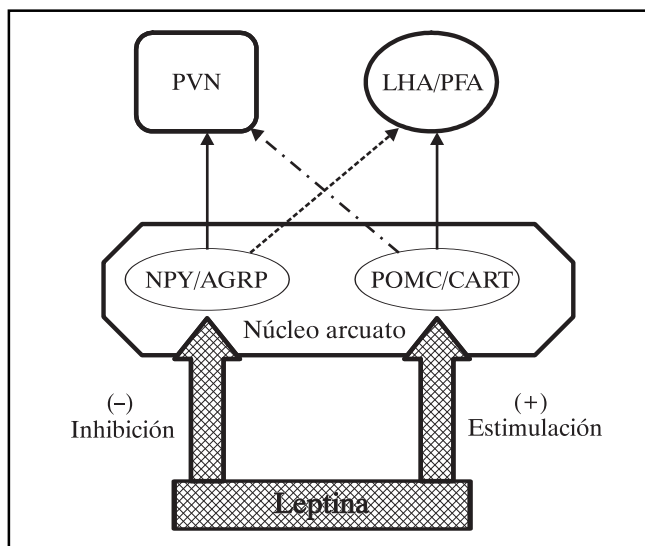 PVN
LHA/PFA
NPY/AGRP
POMC/CART
Núcleo arcuato
(–)
Inhibición
(+)
Estimulación
Leptina